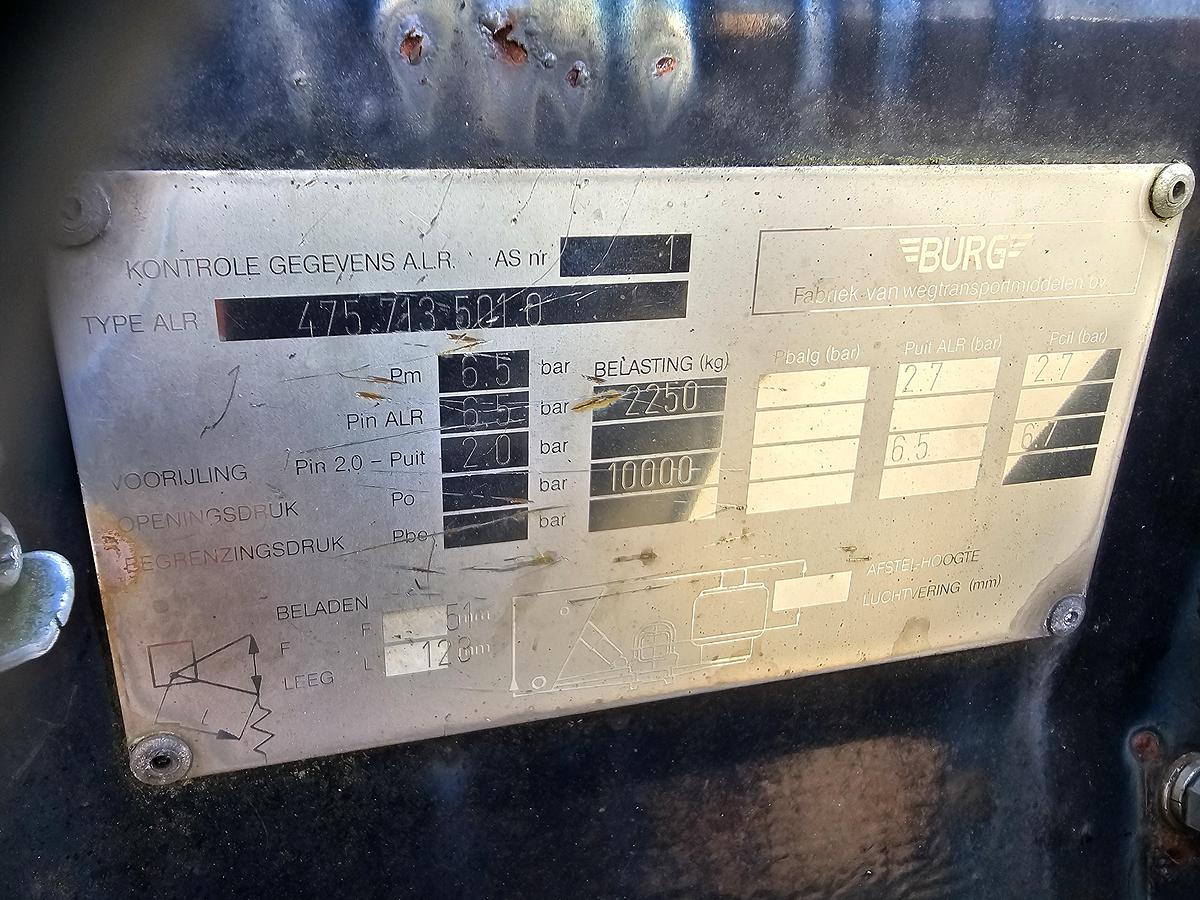 KONTROLE GEGEVENS A.L.R. AS nr 1
BURG
Fabriek van wegtransportmiddelen bv.
TYPE ALR 475.713.501.0
Pm 6.5 bar BELASTING (kg) Pbalg (bar) Puit ALR (bar) Pcil (bar)
Pin ALR 6.5 bar 2250 2.7 2.7
VOORIJLING Pin 2.0 – Puit 2.0 bar
OPENINGSDRUK Po bar 10000 6.5 6.7
BEGRENZINGSDRUK Pbe bar
AFSTEL-HOOGTE
LUCHTVERING (mm)
BELADEN F 51mm
F
LEEG L 128mm
L